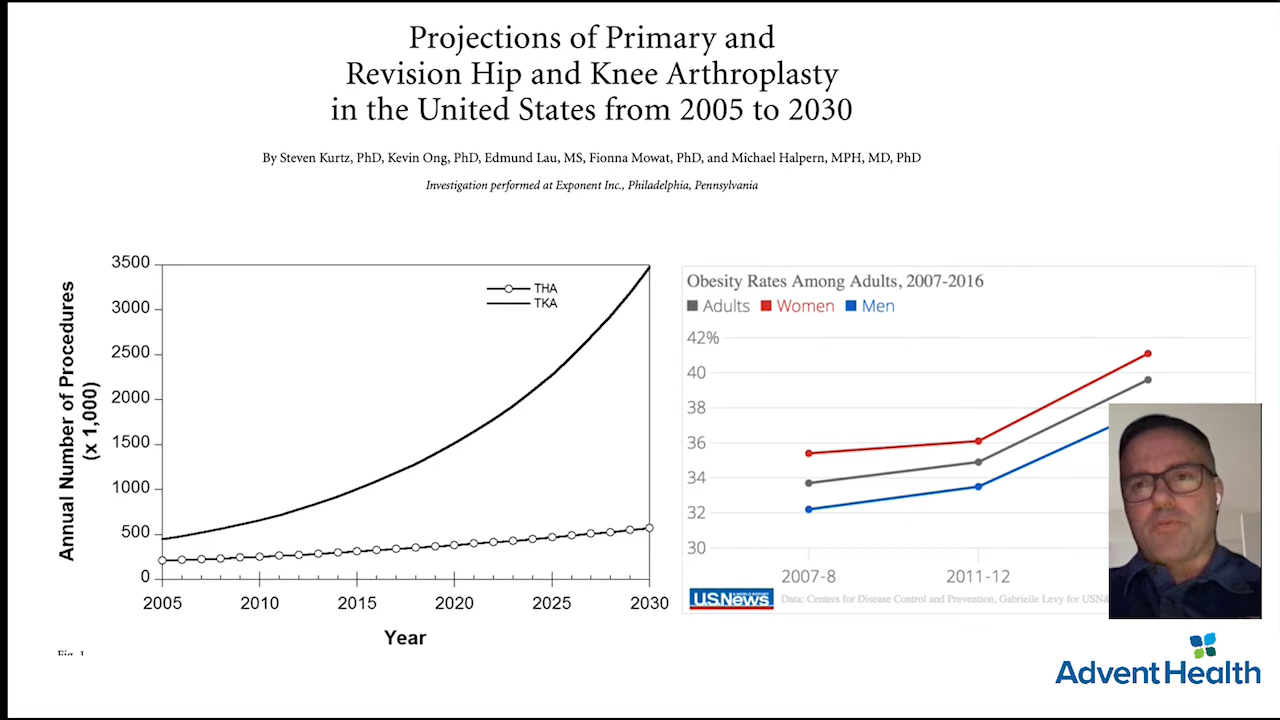 Projections of Primary and
Revision Hip and Knee Arthroplasty
in the United States from 2005 to 2030
By Steven Kurtz, PhD, Kevin Ong, PhD, Edmund Lau, MS, Fionna Mowat, PhD, and Michael Halpern, MPH, MD, PhD
Investigation performed at Exponent Inc., Philadelphia, Pennsylvania
Annual Number of Procedures
(x 1,000)
3500
3000
2500
2000
1500
1000
500
0
THA
TKA
2005 2010 2015 2020 2025 2030
Year
Obesity Rates Among Adults, 2007-2016
Adults Women Men
42%
40
38
36
34
32
30
2007-8 2011-12
U.S.News
Data: Centers for Disease Control and Prevention, Gabrielle Levy for USN&
AdventHealth